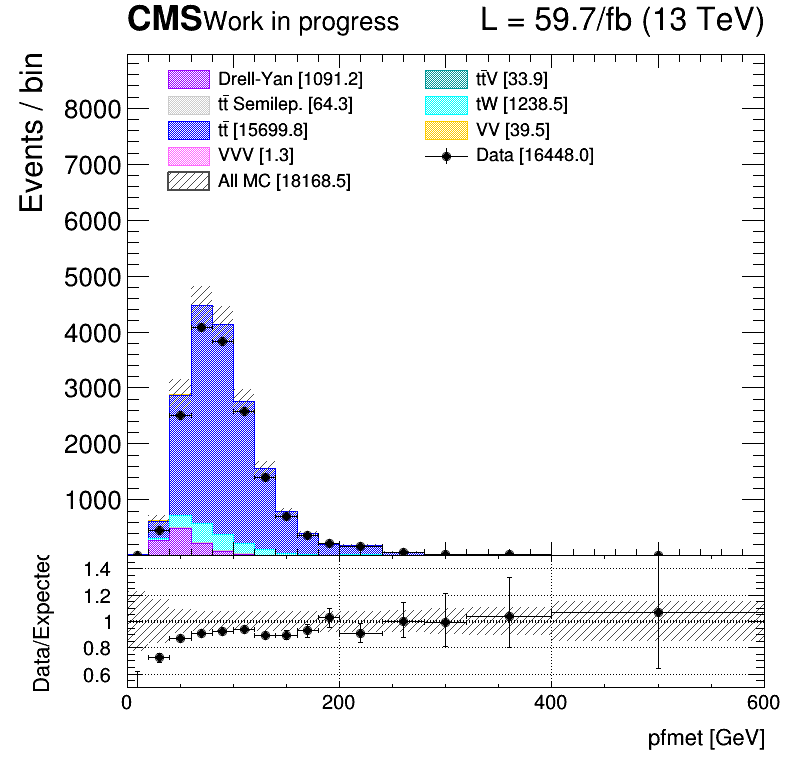 CMS Work in progress L = 59.7/fb (13 TeV)
Events / bin
Drell-Yan [1091.2]
tt̄ Semilep. [64.3]
tt̄ [15699.8]
VVV [1.3]
All MC [18168.5]
tt̄V [33.9]
tW [1238.5]
VV [39.5]
Data [16448.0]
8000
7000
6000
5000
4000
3000
2000
1000
Data/Expected
1.4
1.2
1
0.8
0.6
0 200 400 600
pfmet [GeV]